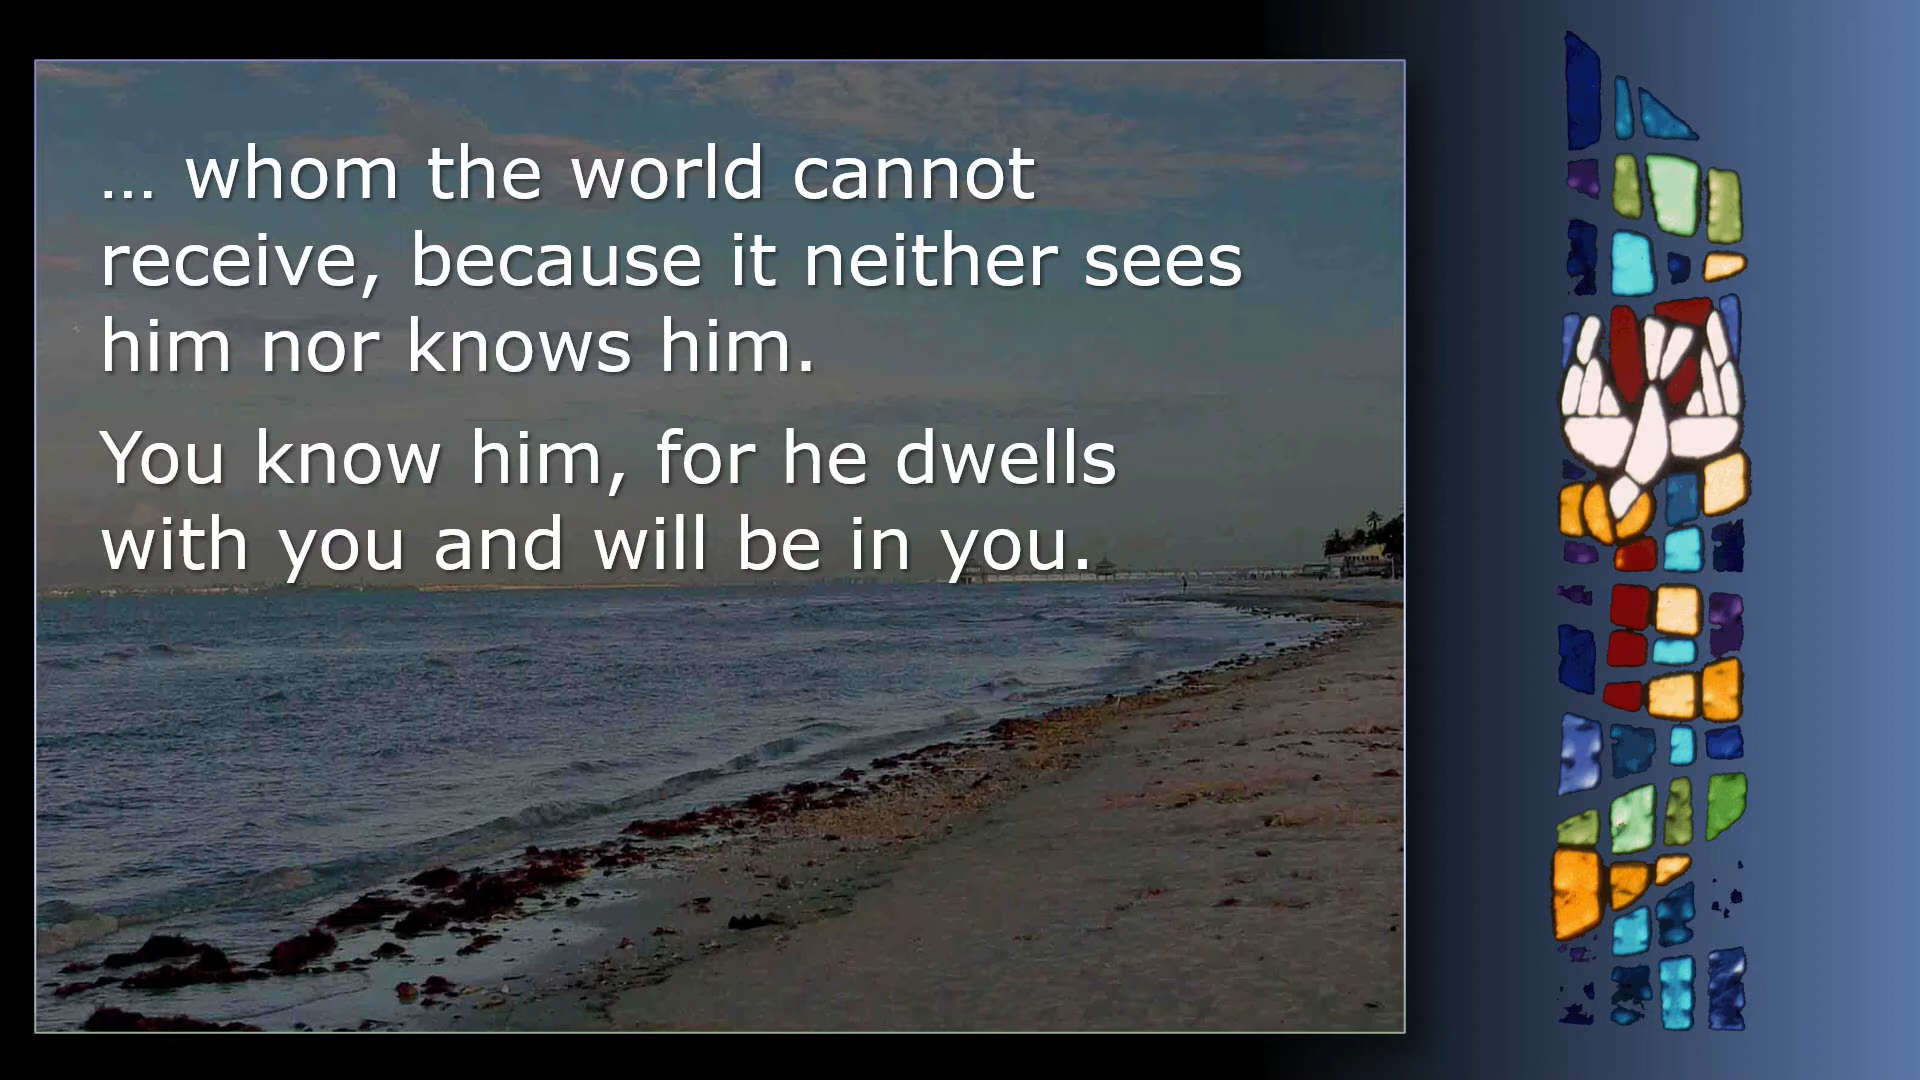 … whom the world cannot
receive, because it neither sees
him nor knows him.
You know him, for he dwells
with you and will be in you.